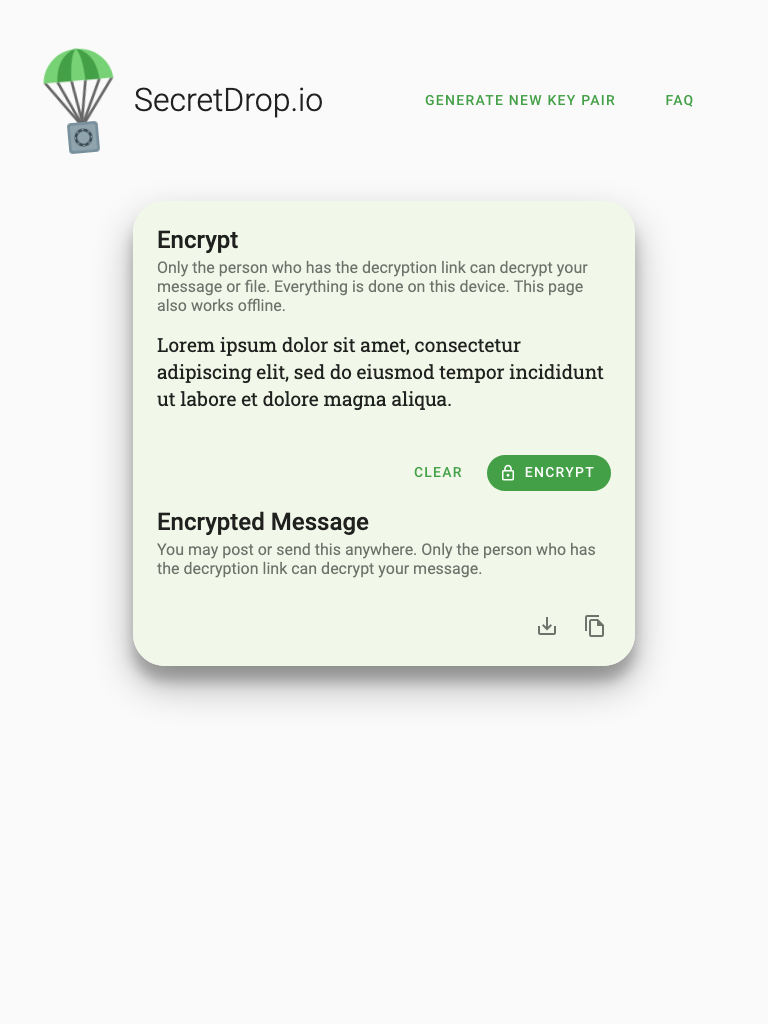 SecretDrop.io
GENERATE NEW KEY PAIR
FAQ
Encrypt
Only the person who has the decryption link can decrypt your
message or file. Everything is done on this device. This page
also works offline.
Lorem ipsum dolor sit amet, consectetur
adipiscing elit, sed do eiusmod tempor incididunt
ut labore et dolore magna aliqua.
CLEAR
ENCRYPT
Encrypted Message
You may post or send this anywhere. Only the person who has
the decryption link can decrypt your message.